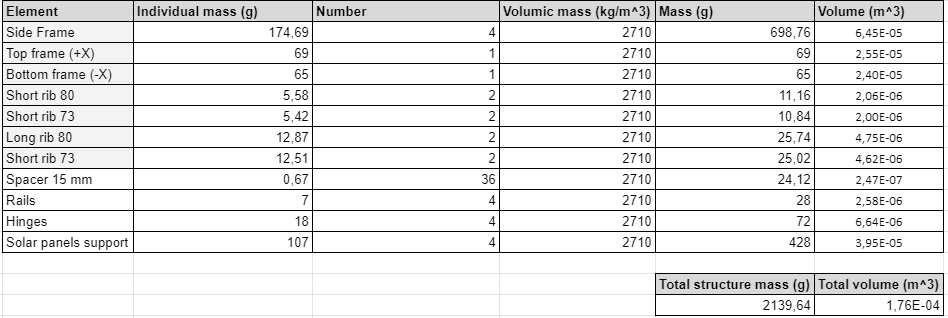 Element Individual mass (g) Number Volumic mass (kg/m^3) Mass (g) Volume (m^3)
Side Frame 174,69 4 2710 698,76 6,45E-05
Top frame (+X) 69 1 2710 69 2,55E-05
Bottom frame (-X) 65 1 2710 65 2,40E-05
Short rib 80 5,58 2 2710 11,16 2,06E-06
Short rib 73 5,42 2 2710 10,84 2,00E-06
Long rib 80 12,87 2 2710 25,74 4,75E-06
Short rib 73 12,51 2 2710 25,02 4,62E-06
Spacer 15 mm 0,67 36 2710 24,12 2,47E-07
Rails 7 4 2710 28 2,58E-06
Hinges 18 4 2710 72 6,64E-06
Solar panels support 107 4 2710 428 3,95E-05
Total structure mass (g) Total volume (m^3)
2139,64 1,76E-04